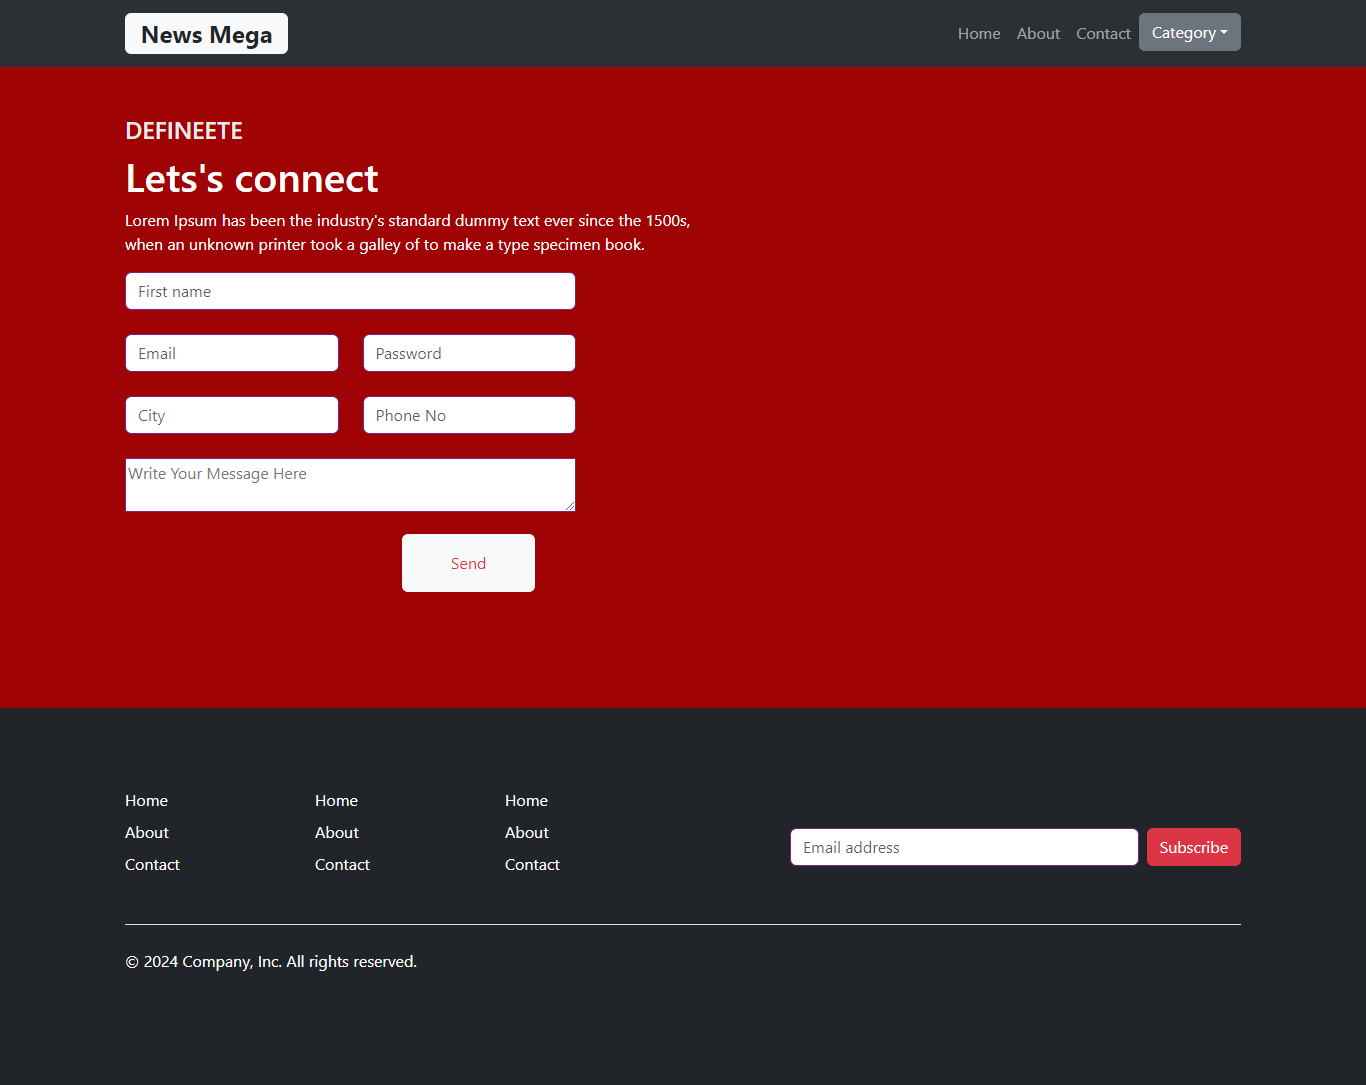 News Mega
Home About Contact Category
DEFINEETE
Lets's connect
Lorem Ipsum has been the industry's standard dummy text ever since the 1500s,
when an unknown printer took a galley of to make a type specimen book.
First name
Email Password
City Phone No
Write Your Message Here
Send
Home Home Home
About About About
Contact Contact Contact
Email address Subscribe
© 2024 Company, Inc. All rights reserved.